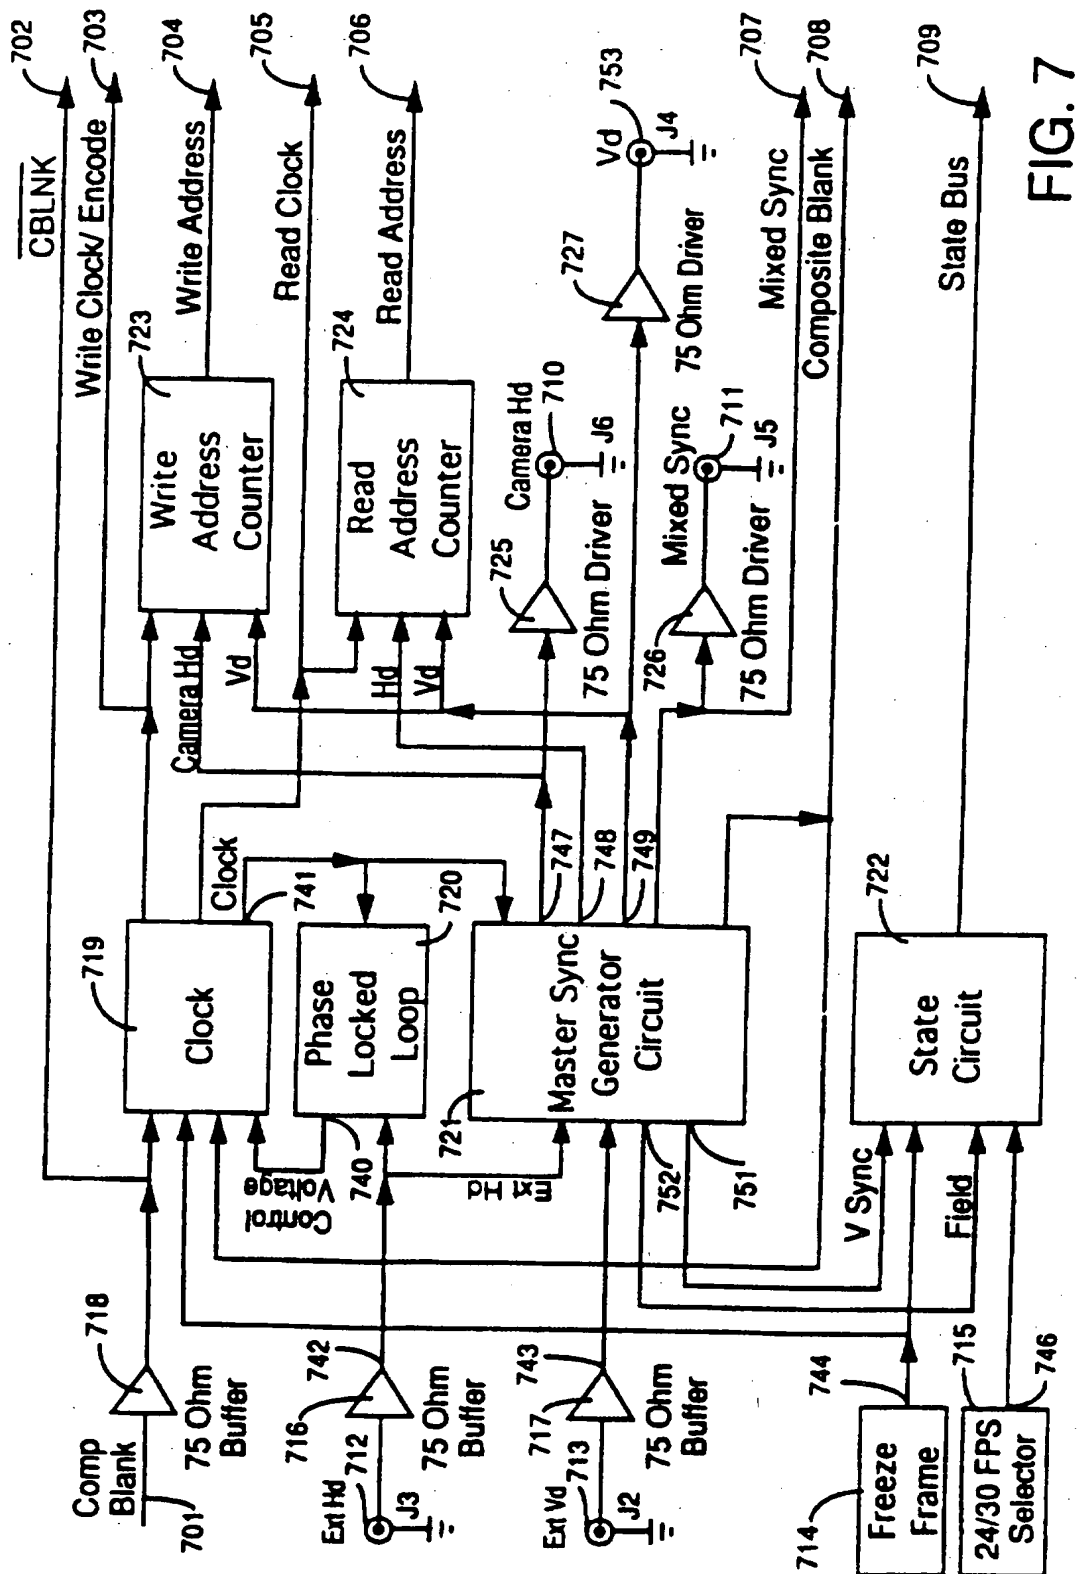 702
CBLNK
703
Write Clock/ Encode
704
Write Address
723
Write
Address
Counter
705
Read Clock
706
Read Address
724
Read
Address
Counter
Camera Hd
Vd
Hd
Vd
719
Clock
Clock
741
720
Phase
Locked
Loop
740
Control
Voltage
718
75 Ohm
Buffer
Comp
Blank
701
742
716
75 Ohm
Buffer
Ext Hd
712
J3
743
717
75 Ohm
Buffer
Ext Vd
713
J2
721
Master Sync
Generator
Circuit
747
748
749
752
751
725
75 Ohm Driver
Camera Hd
710
J6
753
Vd
J4
727
75 Ohm Driver
726
75 Ohm Driver
Mixed Sync
711
J5
707
Mixed Sync
708
Composite Blank
709
State Bus
722
State
Circuit
V Sync
Field
744
714
Freeze
Frame
715
746
24/30 FPS
Selector
FIG. 7